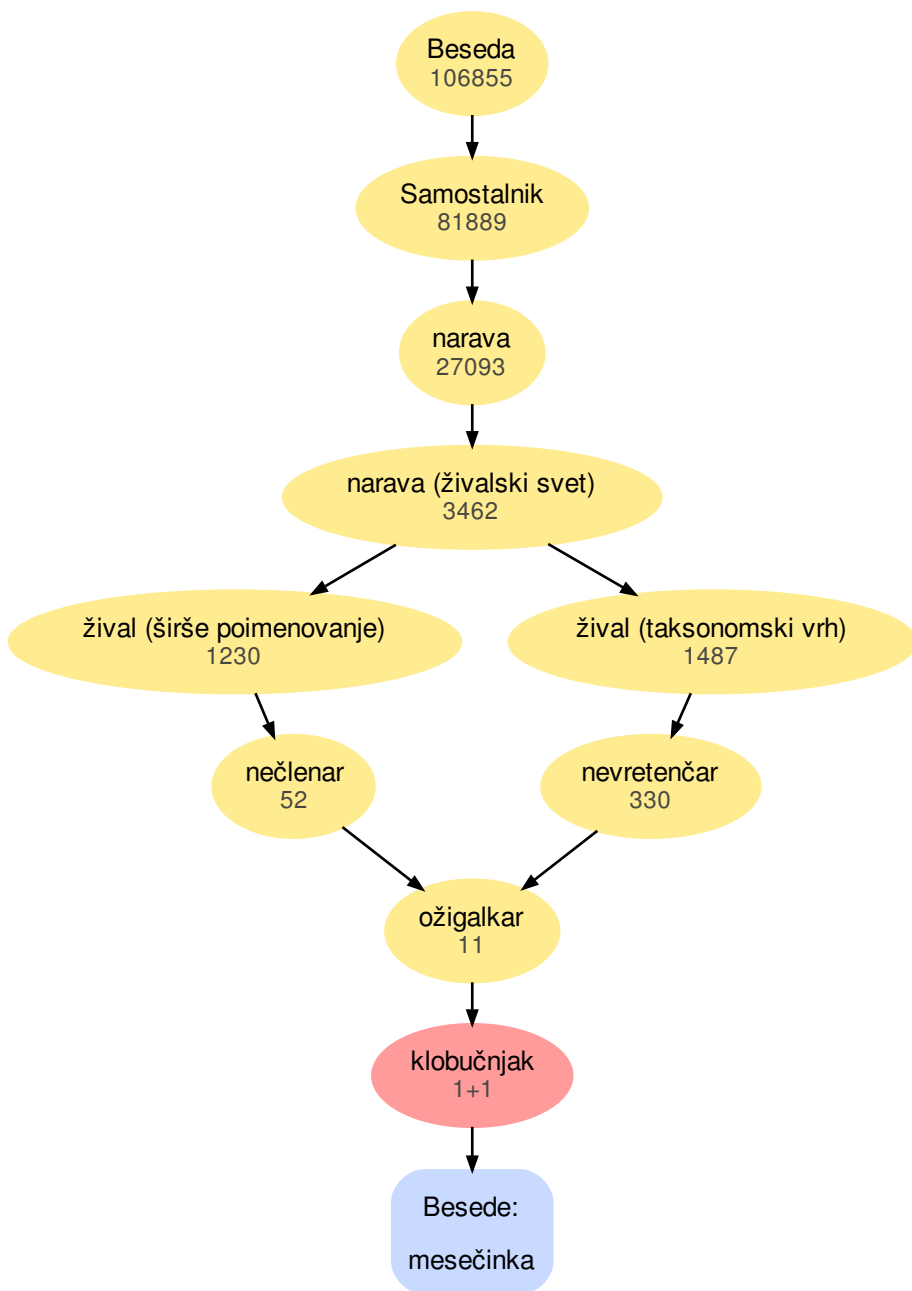 Beseda
106855
Samostalnik
81889
narava
27093
narava (živalski svet)
3462
žival (širše poimenovanje)
1230
žival (taksonomski vrh)
1487
nečlenar
52
nevretenčar
330
ožigalkar
11
klobučnjak
1+1
Besede:
mesečinka